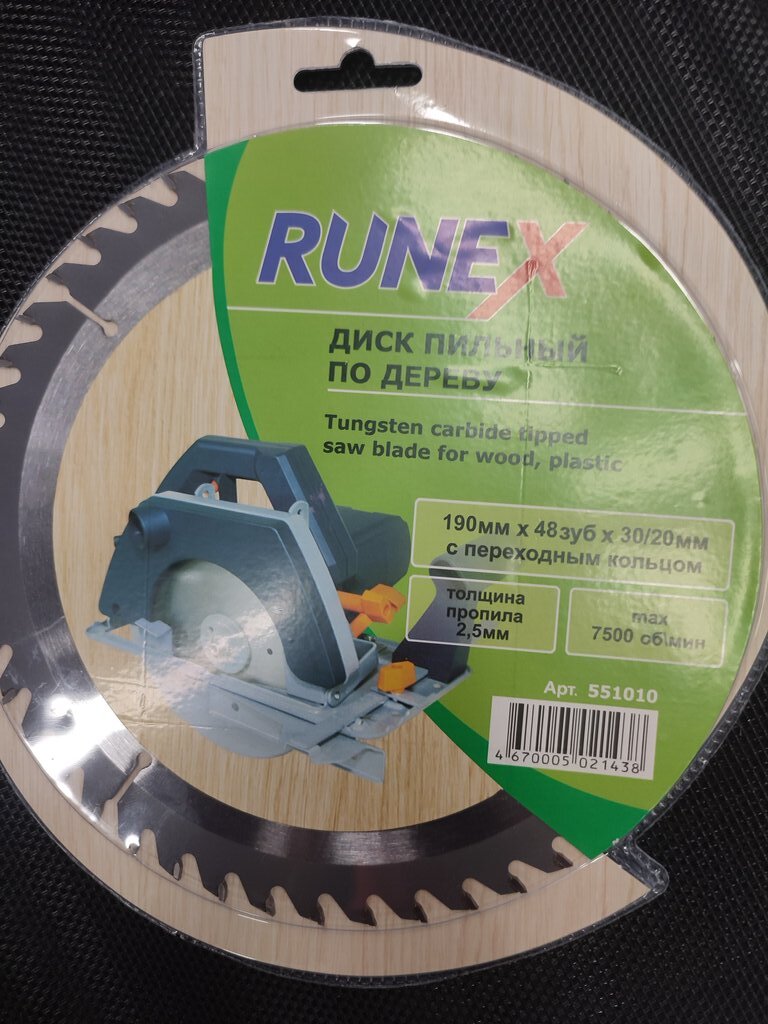 RUNEX
ДИСК ПИЛЬНЫЙ
ПО ДЕРЕВУ
Tungsten carbide tipped
saw blade for wood, plastic
190мм х 48зуб х 30/20мм
с переходным кольцом
толщина
пропила
2,5мм
max
7500 об\мин
Арт. 551010
4 670005 021438